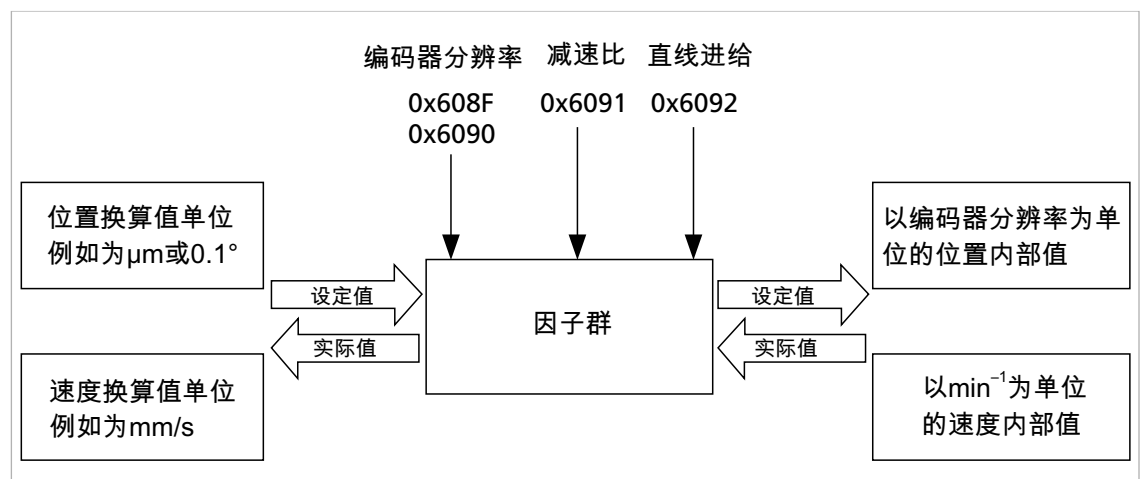 编码器分辨率
减速比
直线进给
0x608F
0x6091
0x6092
0x6090
位置换算值单位
例如为μm或0.1°
以编码器分辨率为单
位的位置内部值
设定值
设定值
因子群
实际值
实际值
速度换算值单位
例如为mm/s
以min⁻¹为单位
的速度内部值